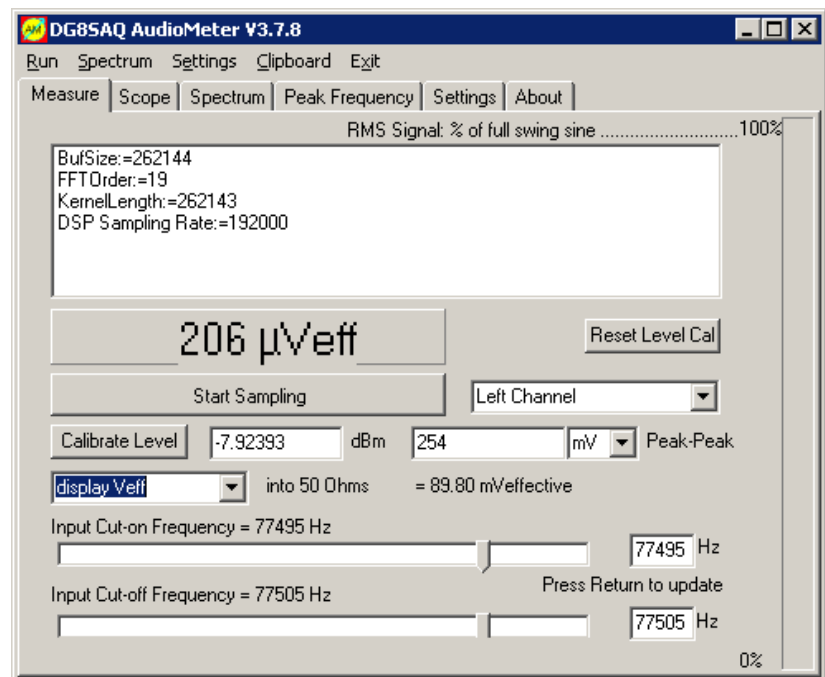 AM DG8SAQ AudioMeter V3.7.8
Run Spectrum Settings Clipboard Exit
Measure Scope Spectrum Peak Frequency Settings About
RMS Signal: % of full swing sine ...........................100%
BufSize:=262144
FFTOrder:=19
KernelLength:=262143
DSP Sampling Rate:=192000
206 µVeff Reset Level Cal
Start Sampling Left Channel
Calibrate Level -7.92393 dBm 254 mV Peak-Peak
display Veff into 50 Ohms = 89.80 mVeffective
Input Cut-on Frequency = 77495 Hz
77495 Hz
Press Return to update
Input Cut-off Frequency = 77505 Hz
77505 Hz
0%